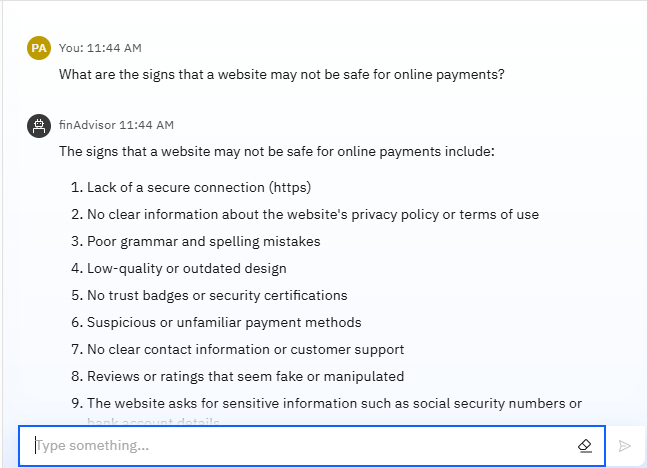 PA You: 11:44 AM
What are the signs that a website may not be safe for online payments?
finAdvisor 11:44 AM
The signs that a website may not be safe for online payments include:
1. Lack of a secure connection (https)
2. No clear information about the website's privacy policy or terms of use
3. Poor grammar and spelling mistakes
4. Low-quality or outdated design
5. No trust badges or security certifications
6. Suspicious or unfamiliar payment methods
7. No clear contact information or customer support
8. Reviews or ratings that seem fake or manipulated
9. The website asks for sensitive information such as social security numbers or
bank account details
Type something...